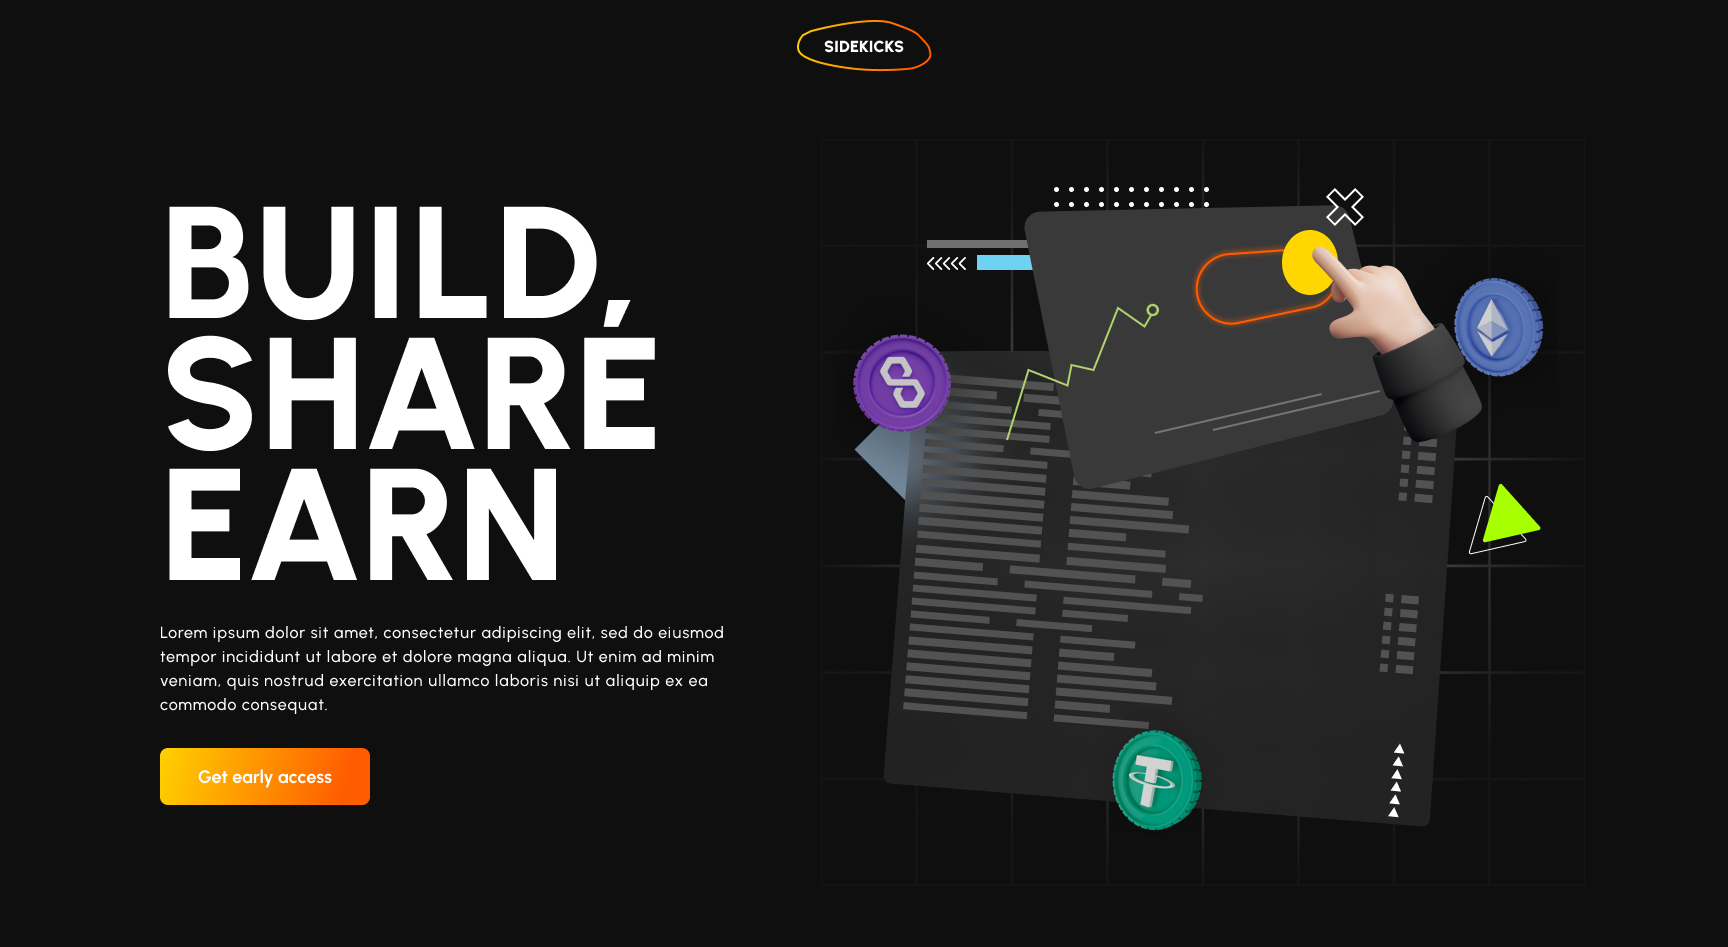 SIDEKICKS
BUILD,
SHARE
EARN
Lorem ipsum dolor sit amet, consectetur adipiscing elit, sed do eiusmod
tempor incididunt ut labore et dolore magna aliqua. Ut enim ad minim
veniam, quis nostrud exercitation ullamco laboris nisi ut aliquip ex ea
commodo consequat.
Get early access